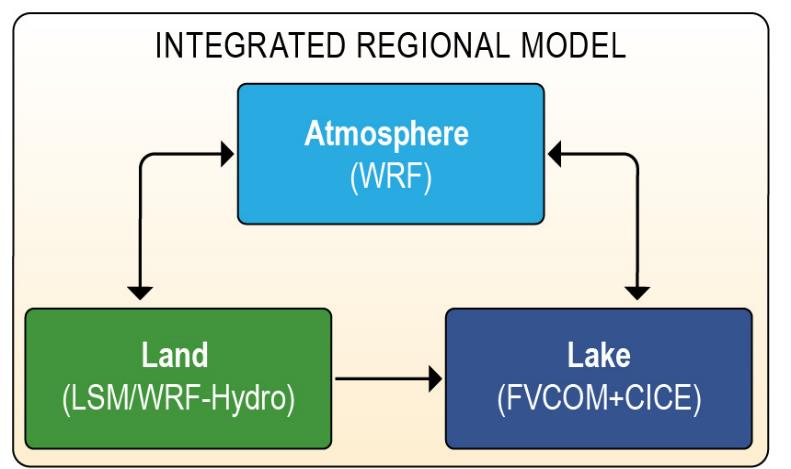 INTEGRATED REGIONAL MODEL
Atmosphere
(WRF)
Land
(LSM/WRF-Hydro)
Lake
(FVCOM+CICE)